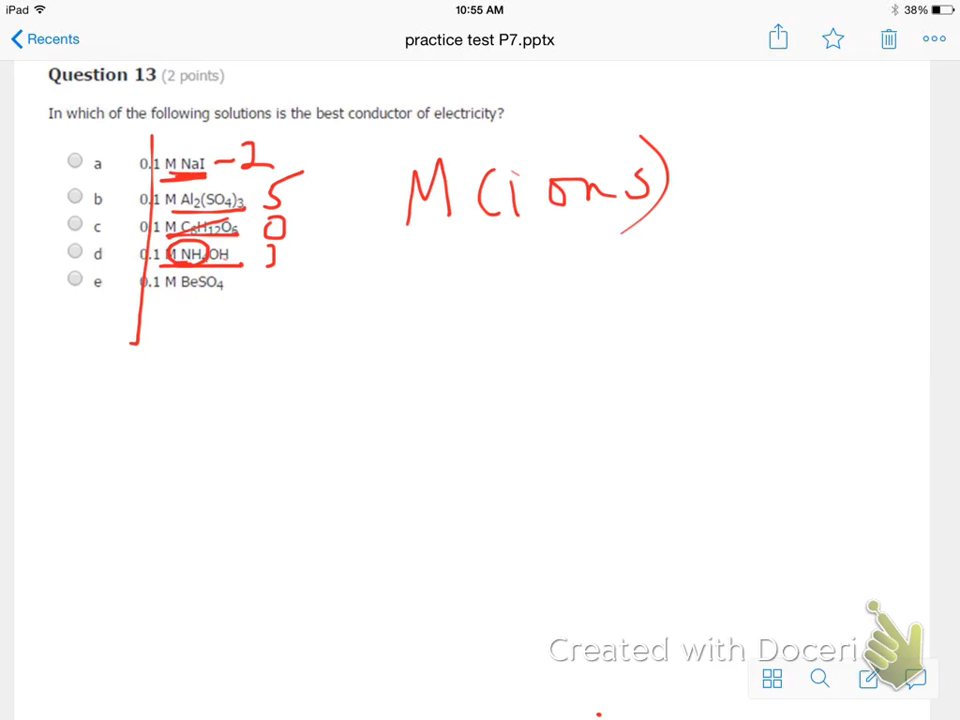 iPad 10:55 AM 38%
Recents practice test P7.pptx
Question 13 (2 points)
In which of the following solutions is the best conductor of electricity?
a 0.1 M NaI - 2
b 0.1 M Al₂(SO₄)₃ 5
c 0.1 M C₆H₁₂O₆ 0
d 0.1 M NH₄OH
e 0.1 M BeSO₄
M (ions)
Created with Doceri